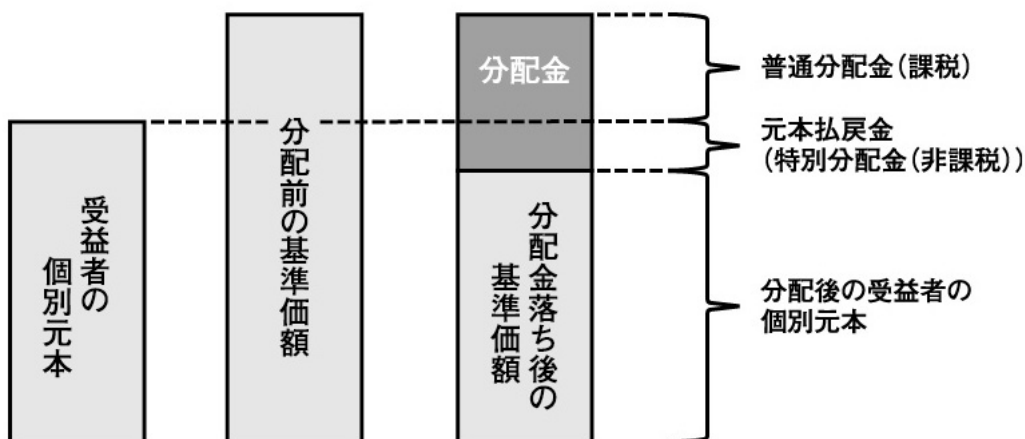 受益者の
個別元本
分配前の基準価額
分配金
分配金落ち後の
基準価額
普通分配金(課税)
元本払戻金
(特別分配金(非課税))
分配後の受益者の
個別元本